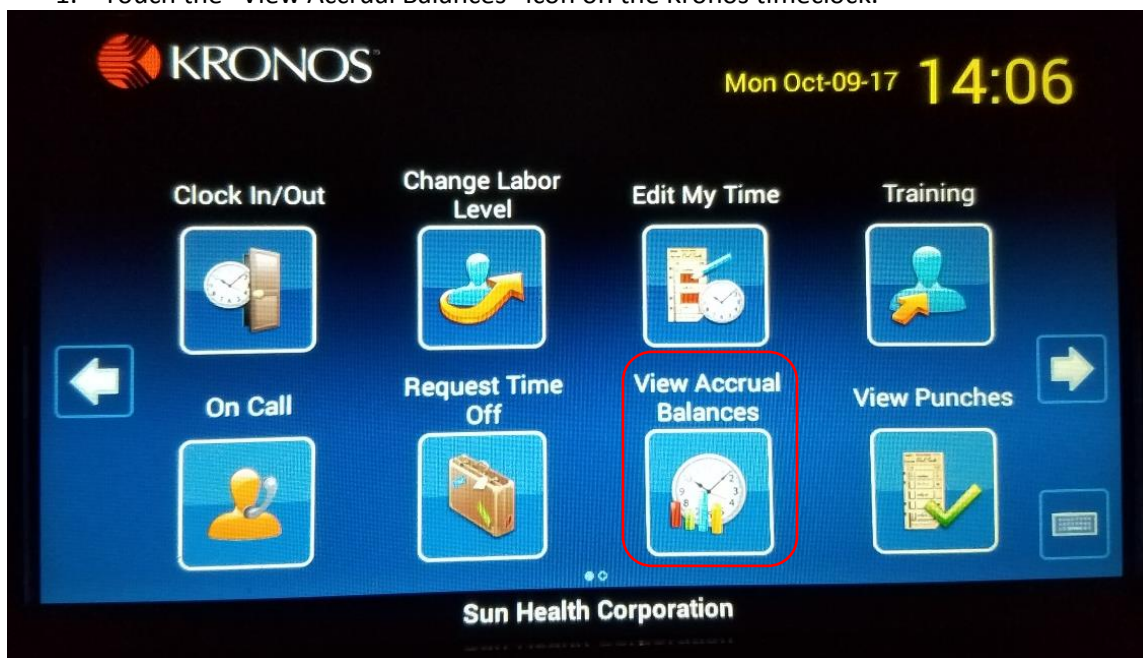 1. Touch the "View Accrual Balances" icon on the Kronos timeclock.
KRONOS
Mon Oct-09-17 14:06
Clock In/Out
Change Labor
Level
Edit My Time
Training
On Call
Request Time
Off
View Accrual
Balances
View Punches
Sun Health Corporation